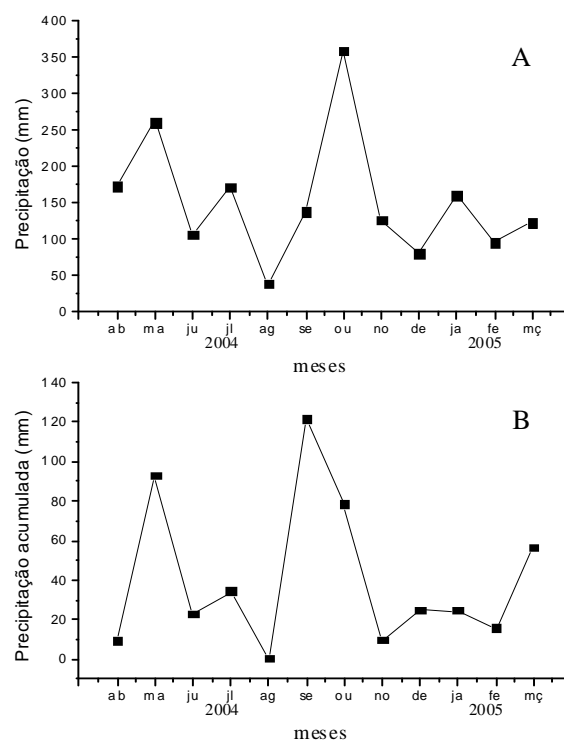 400
350
300
250
200
150
100
50
0
Precipitação (mm)
A
ab ma ju jl ag se ou no de ja fe mç
2004 2005
meses
140
120
100
80
60
40
20
0
Precipitação acumulada (mm)
B
ab ma ju jl ag se ou no de ja fe mç
2004 2005
meses